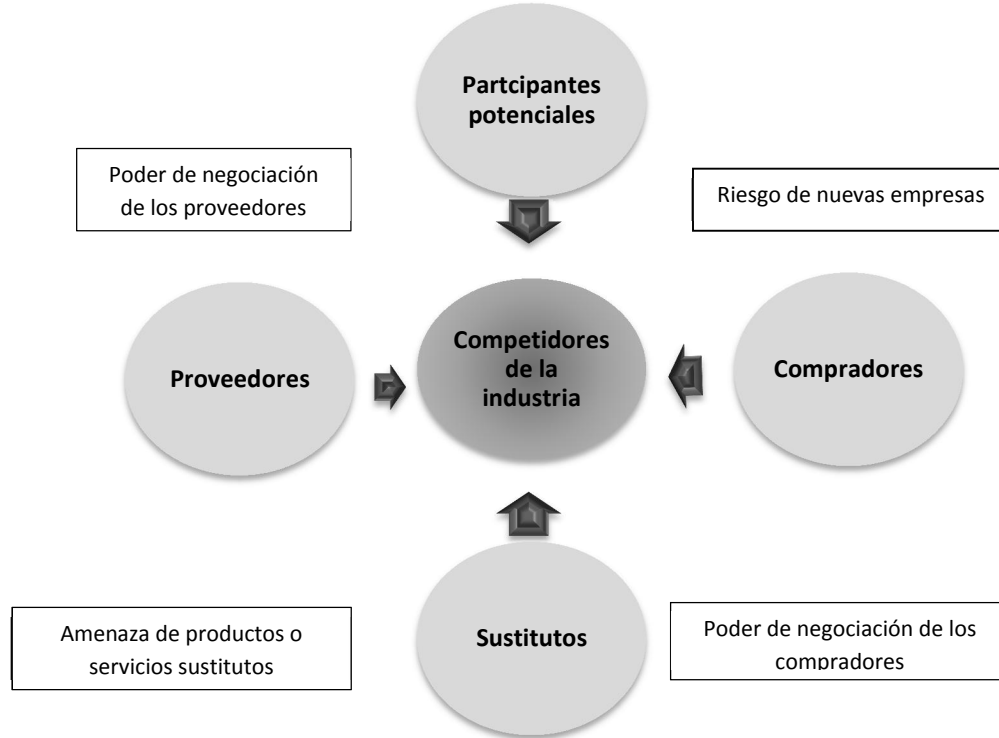 Partcipantes
potenciales
Poder de negociación
de los proveedores
Riesgo de nuevas empresas
Proveedores
Competidores
de la
industria
Compradores
Amenaza de productos o
servicios sustitutos
Sustitutos
Poder de negociación de los
compradores